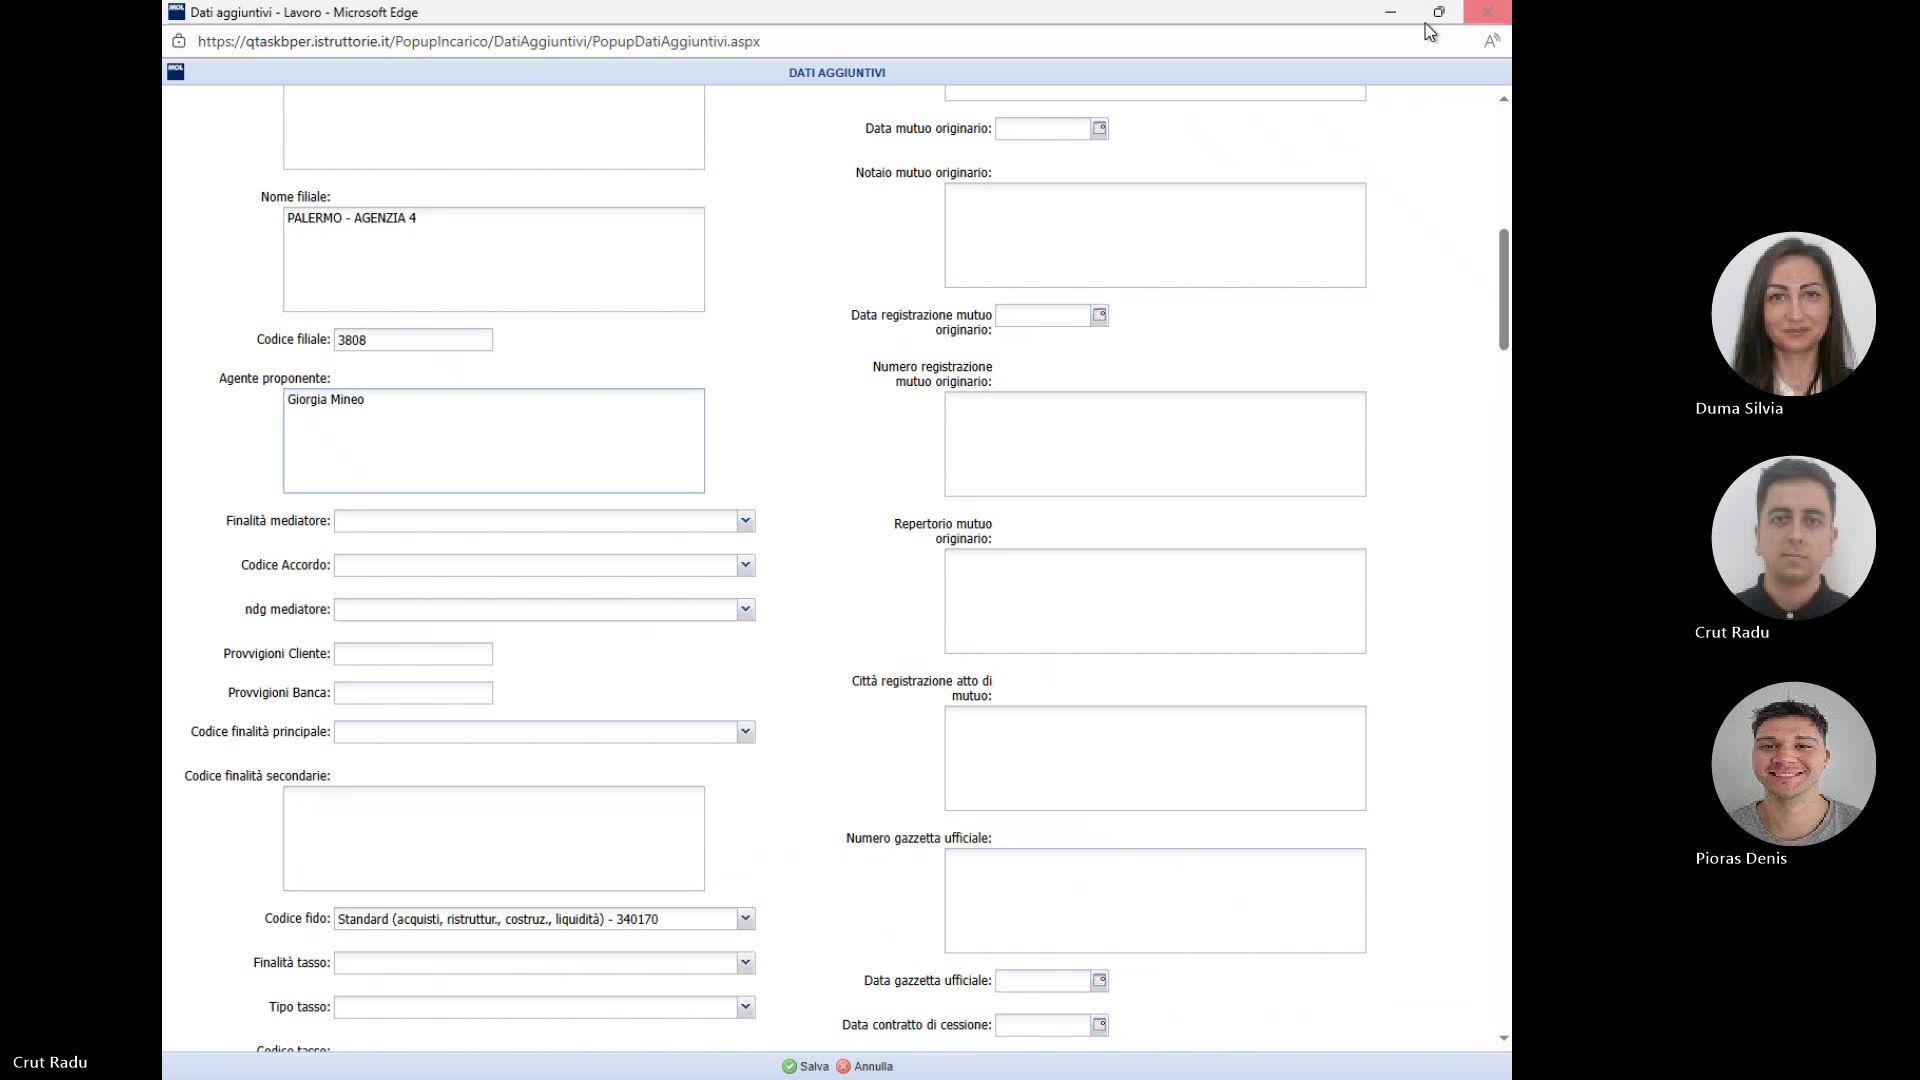 MOL Dati aggiuntivi - Lavoro - Microsoft Edge
https://qtaskbper.istruttorie.it/PopupIncarico/DatiAggiuntivi/PopupDatiAggiuntivi.aspx
MOL DATI AGGIUNTIVI
Nome filiale:
PALERMO - AGENZIA 4
Codice filiale: 3808
Agente proponente:
Giorgia Mineo
Finalità mediatore:
Codice Accordo:
ndg mediatore:
Provvigioni Cliente:
Provvigioni Banca:
Codice finalità principale:
Codice finalità secondarie:
Codice fido: Standard (acquisti, ristruttur., costruz., liquidità) - 340170
Finalità tasso:
Tipo tasso:
Codice tasso:
Data mutuo originario:
Notaio mutuo originario:
Data registrazione mutuo
originario:
Numero registrazione
mutuo originario:
Repertorio mutuo
originario:
Città registrazione atto di
mutuo:
Numero gazzetta ufficiale:
Data gazzetta ufficiale:
Data contratto di cessione:
Salva Annulla
Duma Silvia
Crut Radu
Pioras Denis
Crut Radu